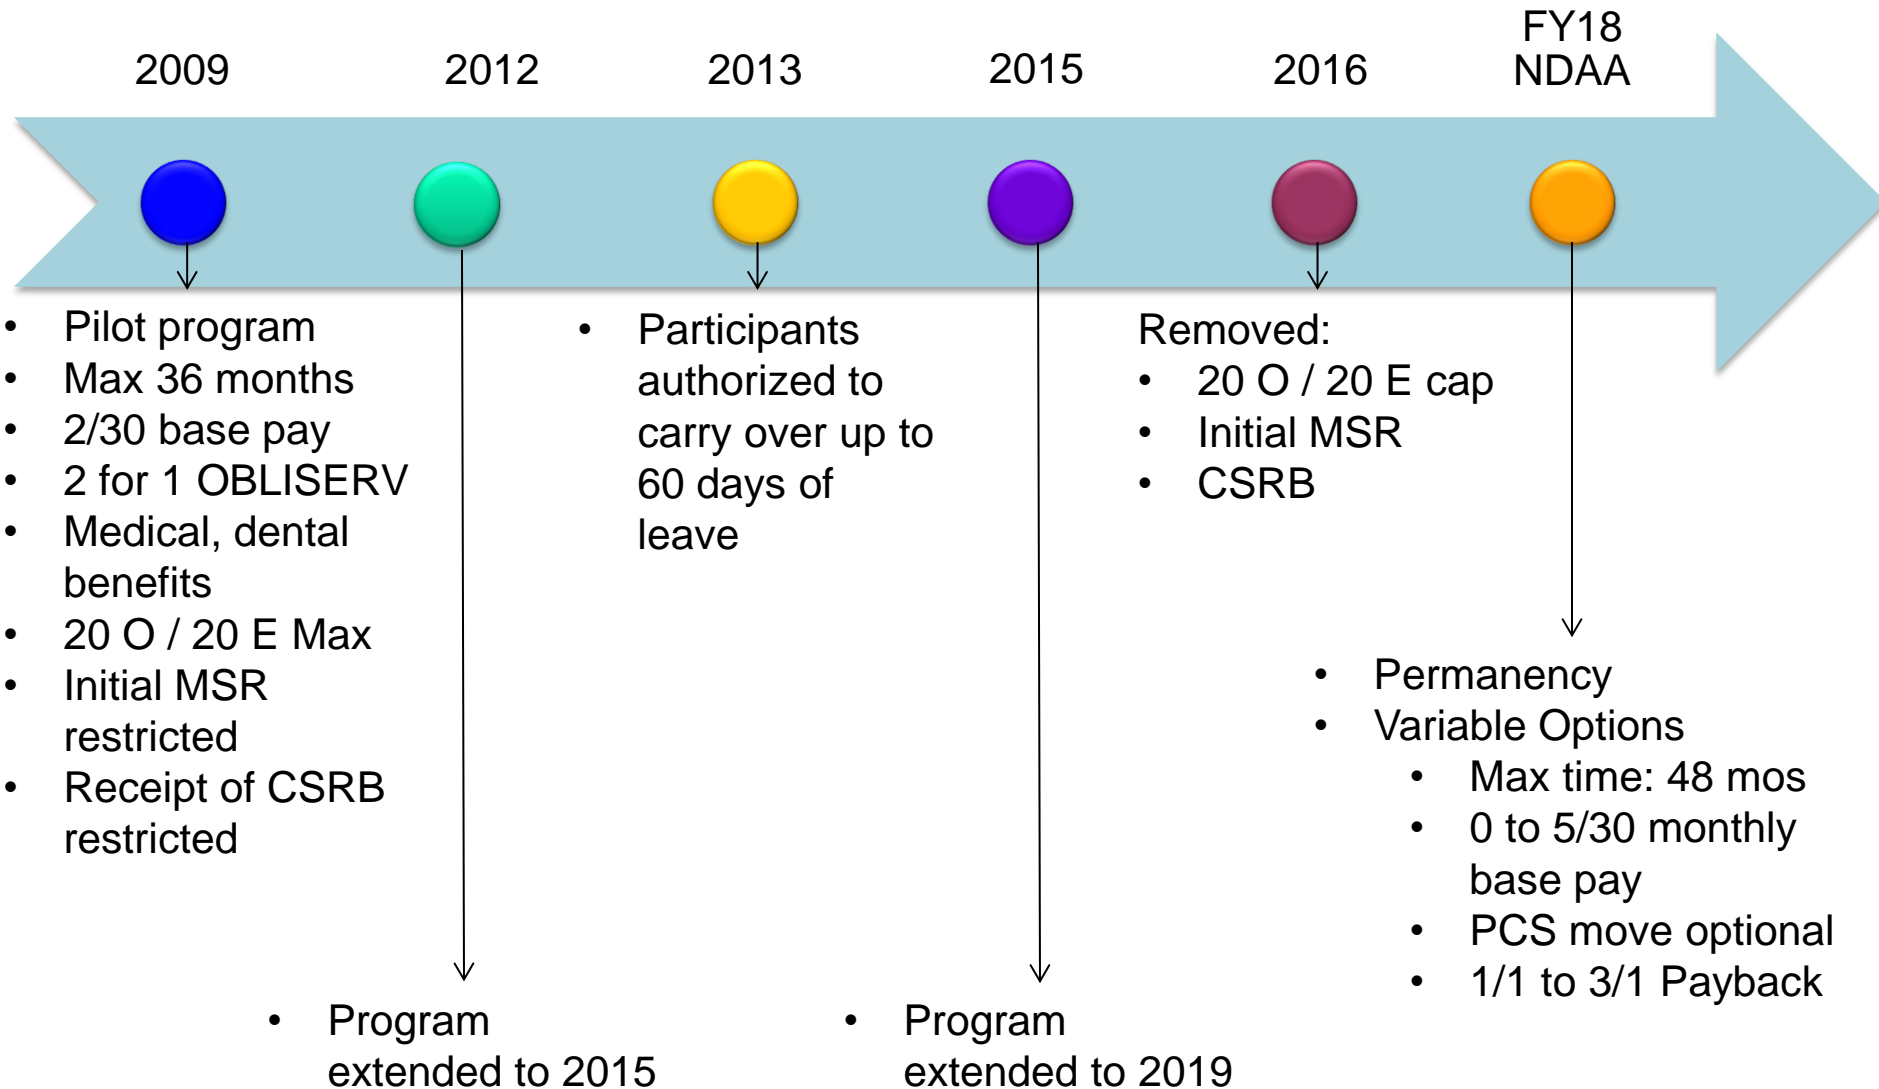 2009
2012
2013
2015
2016
FY18
NDAA
• Pilot program
• Max 36 months
• 2/30 base pay
• 2 for 1 OBLISERV
• Medical, dental
benefits
• 20 O / 20 E Max
• Initial MSR
restricted
• Receipt of CSRB
restricted
• Program
extended to 2015
• Participants
authorized to
carry over up to
60 days of
leave
• Program
extended to 2019
Removed:
• 20 O / 20 E cap
• Initial MSR
• CSRB
• Permanency
• Variable Options
• Max time: 48 mos
• 0 to 5/30 monthly
base pay
• PCS move optional
• 1/1 to 3/1 Payback